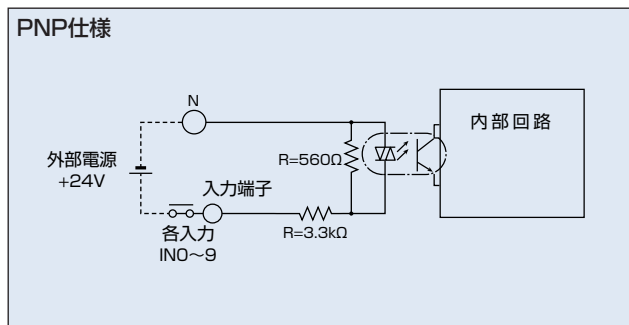 PNP仕様
N
内部回路
外部電源
+24V
R=560Ω
入力端子
各入力
IN0～9
R=3.3kΩ